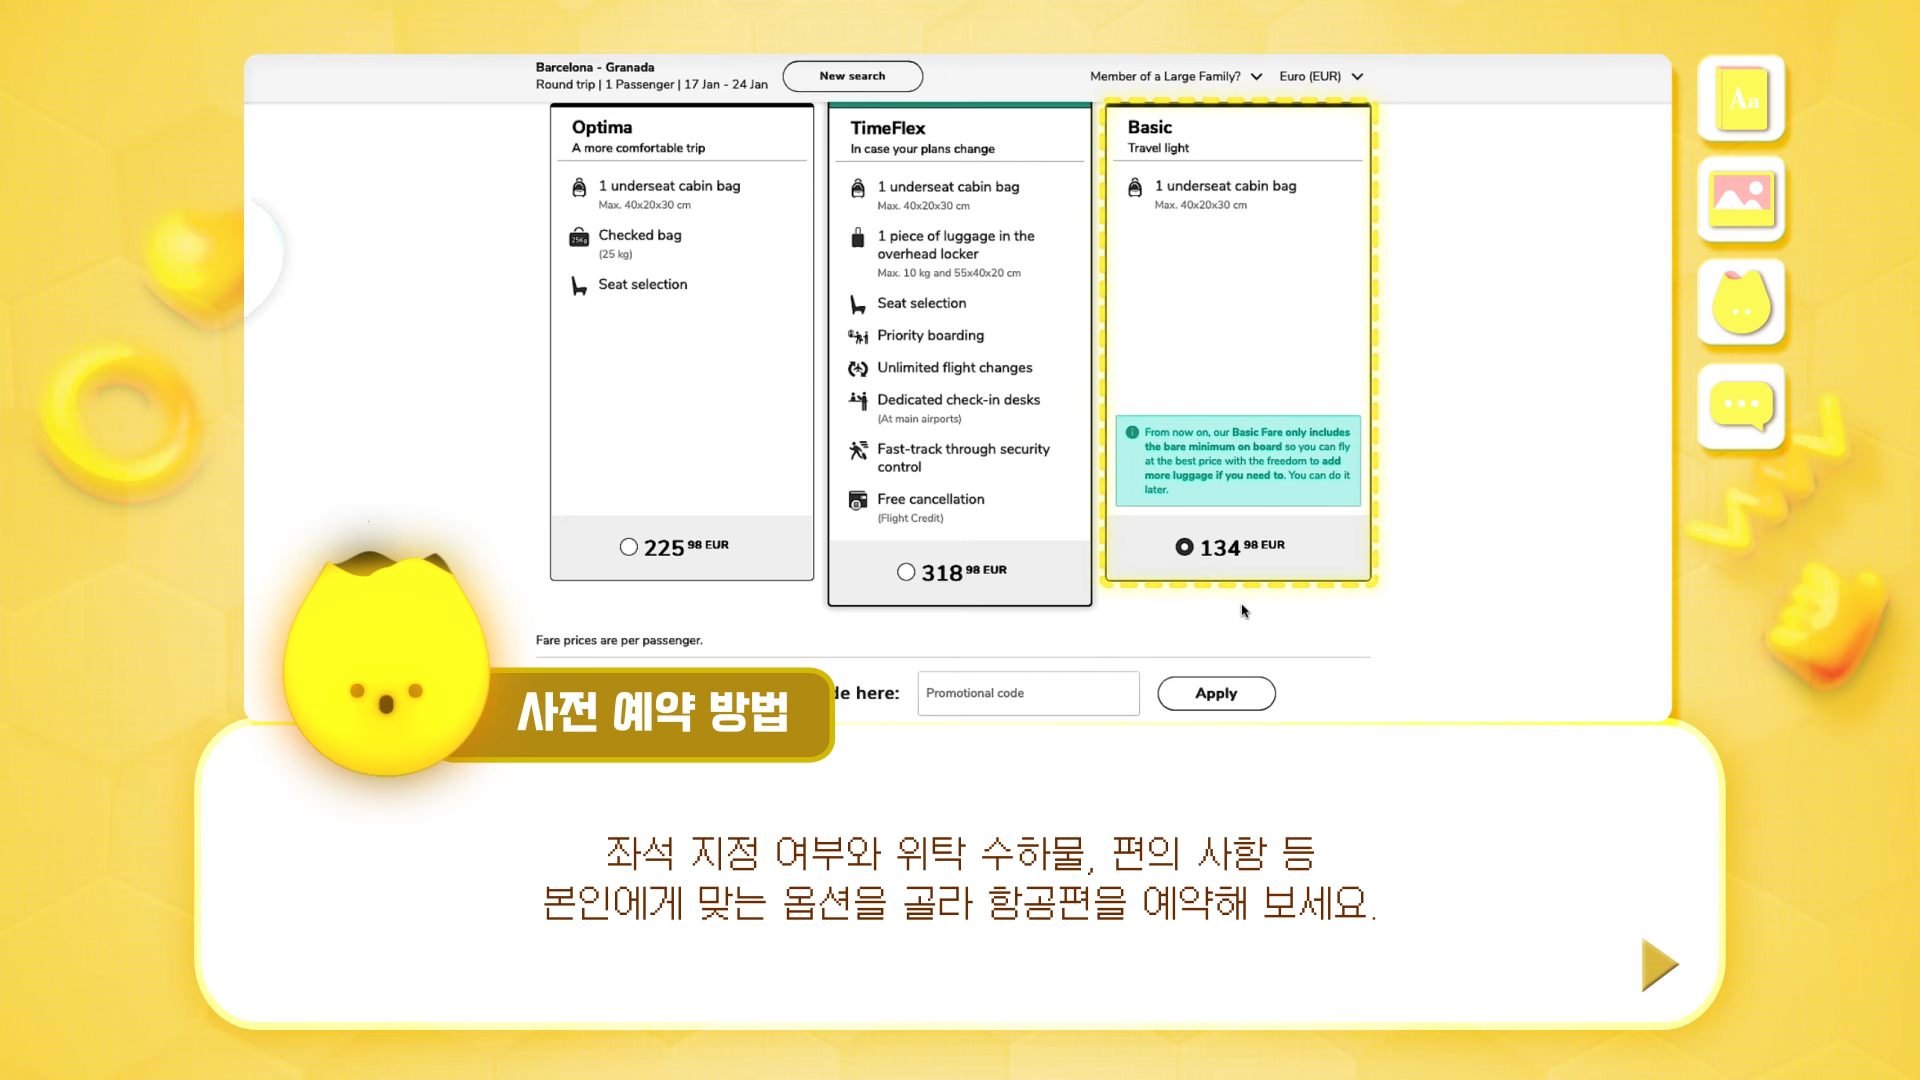 Barcelona - Granada
Round trip | 1 Passenger | 17 Jan - 24 Jan
New search
Member of a Large Family?
Euro (EUR)
Optima
A more comfortable trip
1 underseat cabin bag
Max. 40x20x30 cm
25Kg
Checked bag
(25 kg)
Seat selection
225 98 EUR
TimeFlex
In case your plans change
1 underseat cabin bag
Max. 40x20x30 cm
1 piece of luggage in the
overhead locker
Max. 10 kg and 55x40x20 cm
Seat selection
Priority boarding
Unlimited flight changes
Dedicated check-in desks
(At main airports)
Fast-track through security
control
Free cancellation
(Flight Credit)
318 98 EUR
Basic
Travel light
1 underseat cabin bag
Max. 40x20x30 cm
From now on, our Basic Fare only includes
the bare minimum on board so you can fly
at the best price with the freedom to add
more luggage if you need to. You can do it
later.
134 98 EUR
Fare prices are per passenger.
here:
Promotional code
Apply
Aa
사전 예약 방법
좌석 지정 여부와 위탁 수하물, 편의 사항 등
본인에게 맞는 옵션을 골라 항공편을 예약해 보세요.